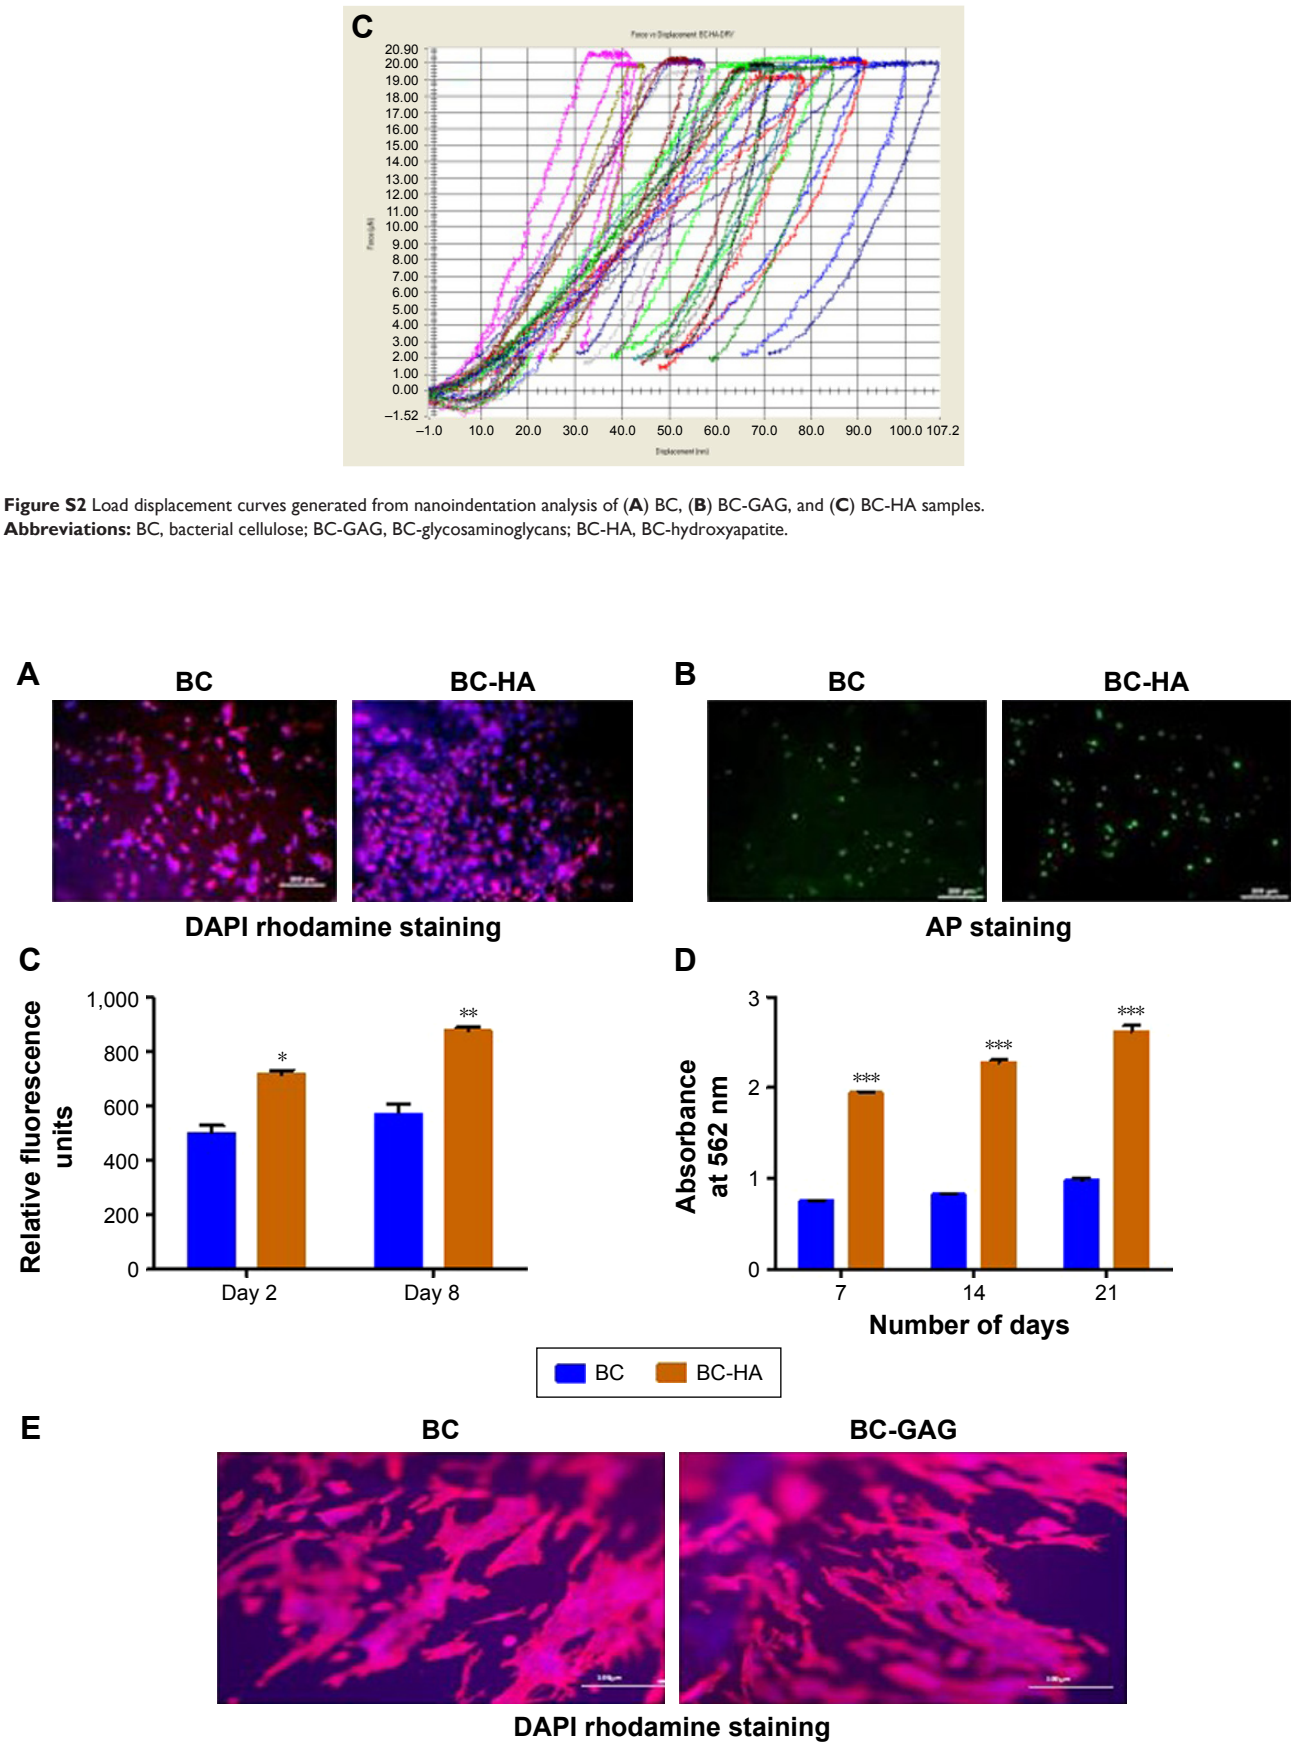 C
Force vs Displacement BC-HA-DRY
20.90
20.00
19.00
18.00
17.00
16.00
15.00
14.00
13.00
12.00
11.00
10.00
9.00
8.00
7.00
6.00
5.00
4.00
3.00
2.00
1.00
0.00
–1.52
Force (µN)
–1.0 10.0 20.0 30.0 40.0 50.0 60.0 70.0 80.0 90.0 100.0 107.2
Displacement (nm)
Figure S2 Load displacement curves generated from nanoindentation analysis of (A) BC, (B) BC-GAG, and (C) BC-HA samples.
Abbreviations: BC, bacterial cellulose; BC-GAG, BC-glycosaminoglycans; BC-HA, BC-hydroxyapatite.
A
BC BC-HA
DAPI rhodamine staining
B
BC BC-HA
AP staining
C
Relative fluorescence
units
1,000
800
600
400
200
0
*
**
Day 2 Day 8
D
Absorbance
at 562 nm
3
2
1
0
***
***
***
7 14 21
Number of days
BC BC-HA
E
BC BC-GAG
100 µm
100 µm
DAPI rhodamine staining